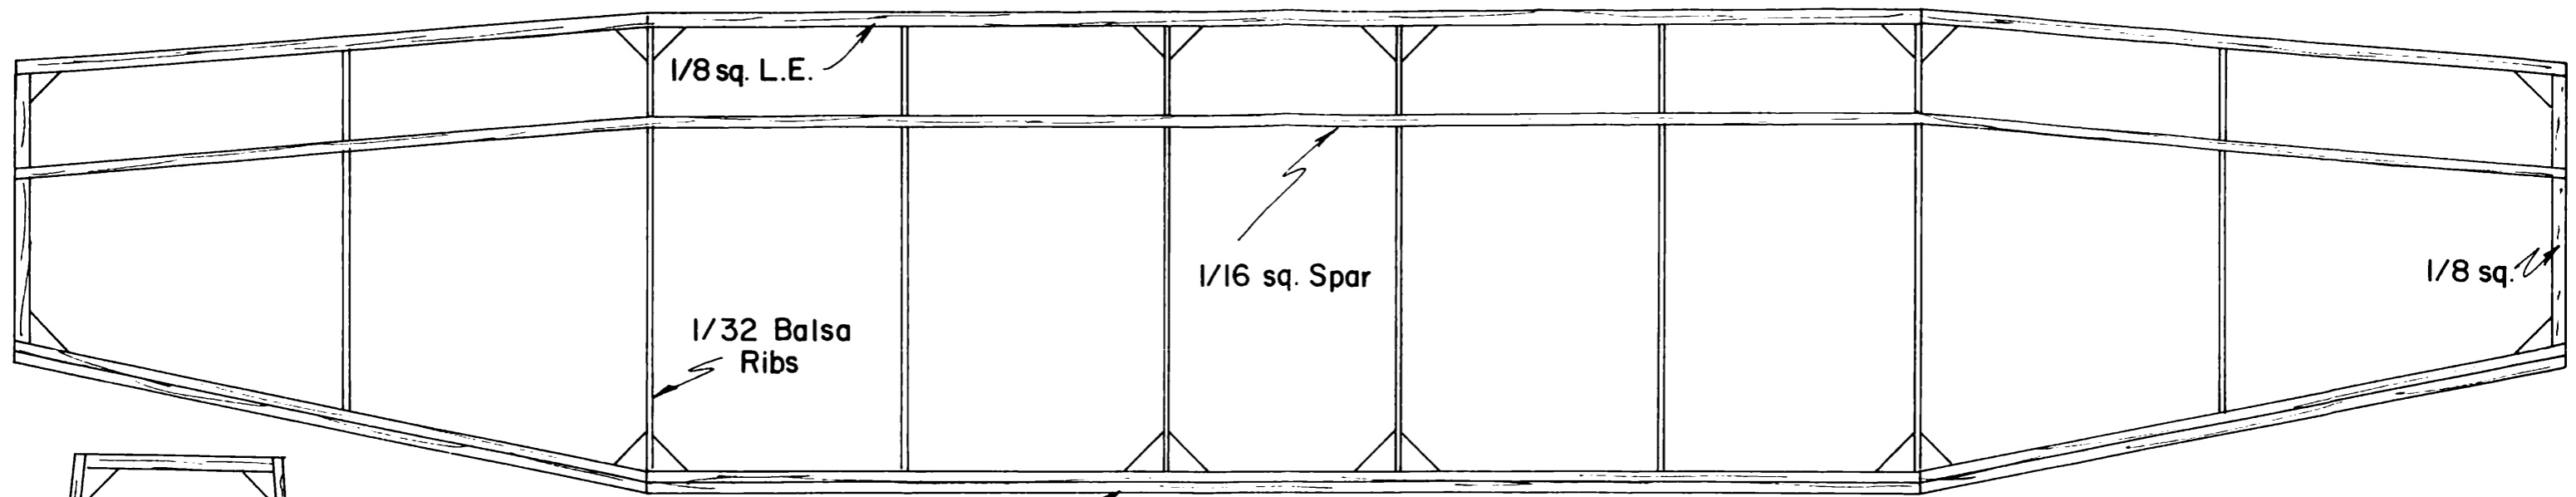 1/8 sq. L.E.
1/16 sq. Spar
1/8 sq.
1/32 Balsa
Ribs